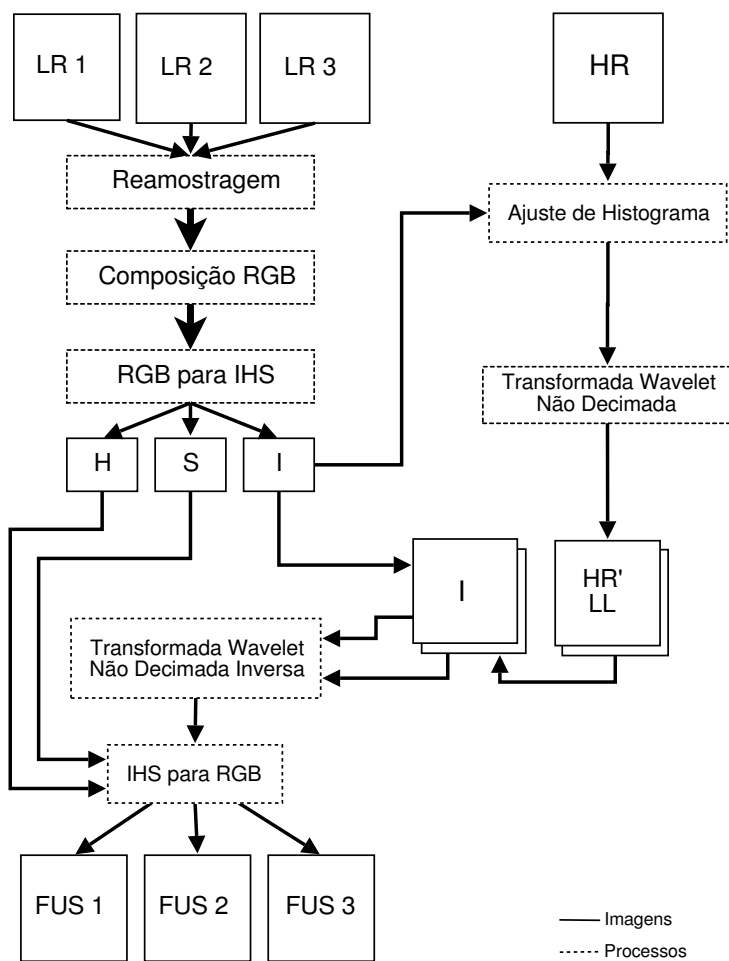 LR 1
LR 2
LR 3
HR
Reamostragem
Ajuste de Histograma
Composição RGB
RGB para IHS
Transformada Wavelet
Não Decimada
H
S
I
I
HR'
LL
Transformada Wavelet
Não Decimada Inversa
IHS para RGB
FUS 1
FUS 2
FUS 3
Imagens
Processos